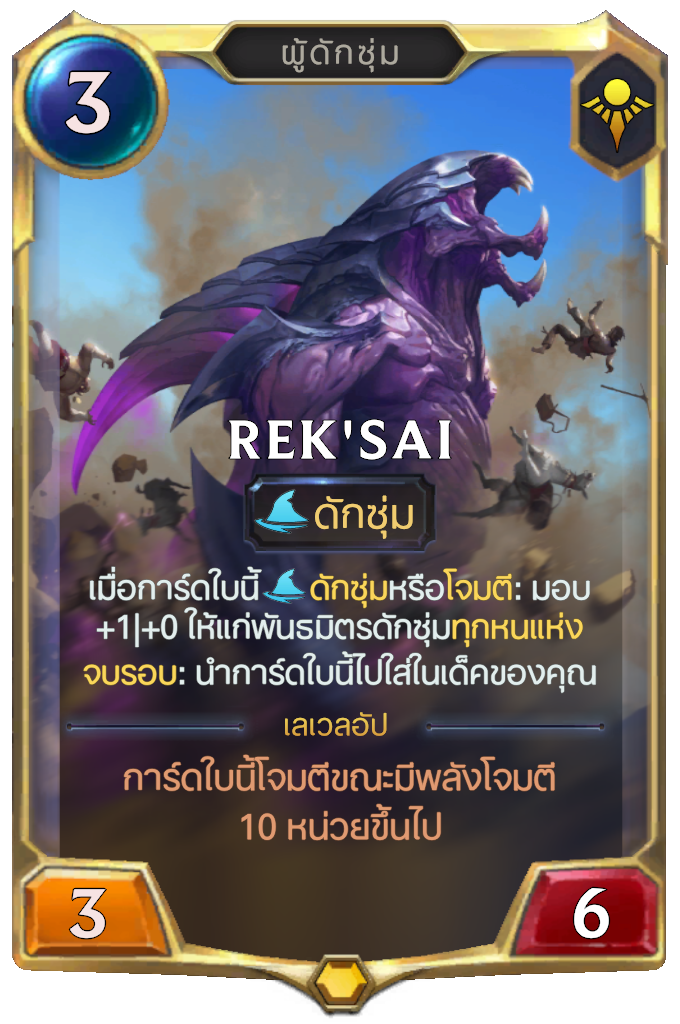 3
ผู้ดักซุ่ม
REK'SAI
ดักซุ่ม
เมื่อการ์ดใบนี้ ดักซุ่มหรือโจมตี: มอบ
+1|+0 ให้แก่พันธมิตรดักซุ่มทุกหนแห่ง
จบรอบ: นำการ์ดใบนี้ไปใส่ในเด็คของคุณ
เลเวลอัป
การ์ดใบนี้โจมตีขณะมีพลังโจมตี
10 หน่วยขึ้นไป
3
6